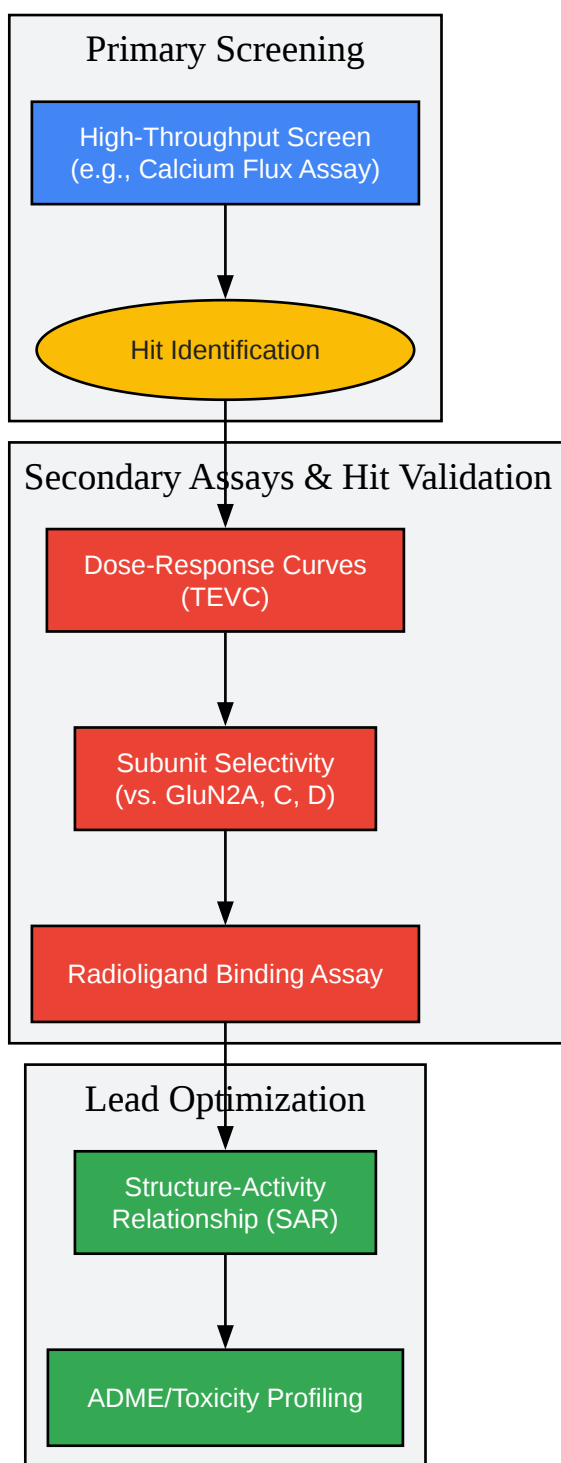 Primary Screening
High-Throughput Screen
(e.g., Calcium Flux Assay)
Hit Identification
Secondary Assays & Hit Validation
Dose-Response Curves
(TEVC)
Subunit Selectivity
(vs. GluN2A, C, D)
Radioligand Binding Assay
Lead Optimization
Structure-Activity
Relationship (SAR)
ADME/Toxicity Profiling